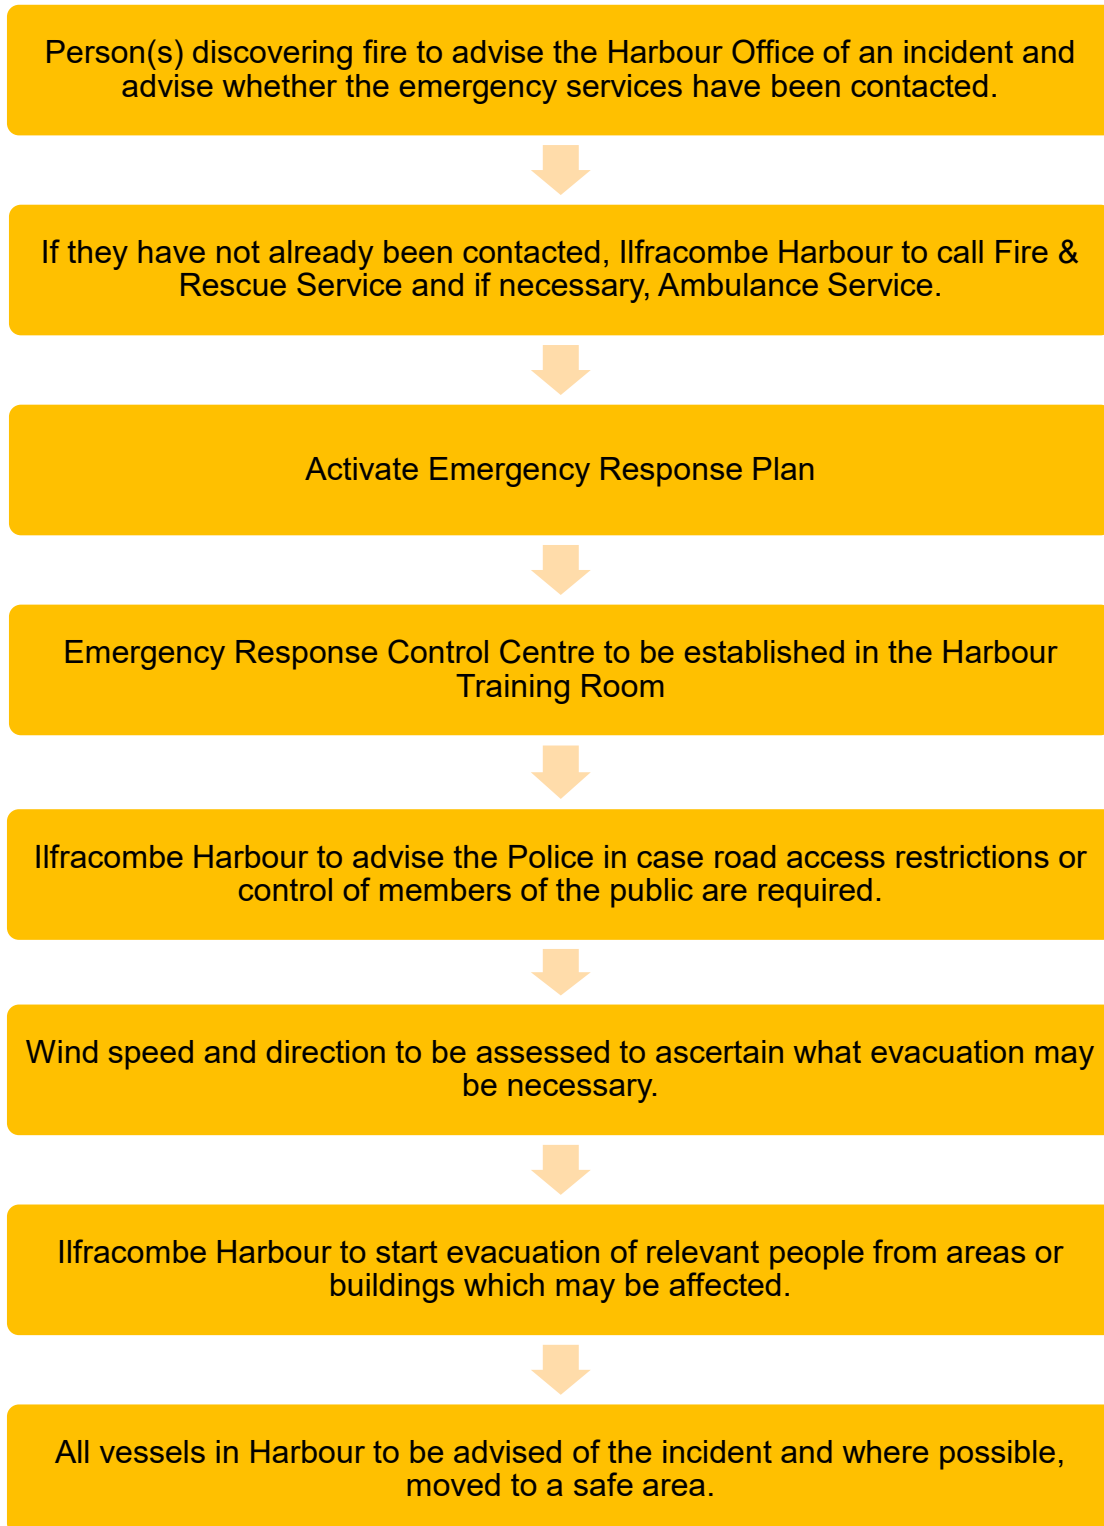 Person(s) discovering fire to advise the Harbour Office of an incident and
advise whether the emergency services have been contacted.
If they have not already been contacted, Ilfracombe Harbour to call Fire &
Rescue Service and if necessary, Ambulance Service.
Activate Emergency Response Plan
Emergency Response Control Centre to be established in the Harbour
Training Room
Ilfracombe Harbour to advise the Police in case road access restrictions or
control of members of the public are required.
Wind speed and direction to be assessed to ascertain what evacuation may
be necessary.
Ilfracombe Harbour to start evacuation of relevant people from areas or
buildings which may be affected.
All vessels in Harbour to be advised of the incident and where possible,
moved to a safe area.